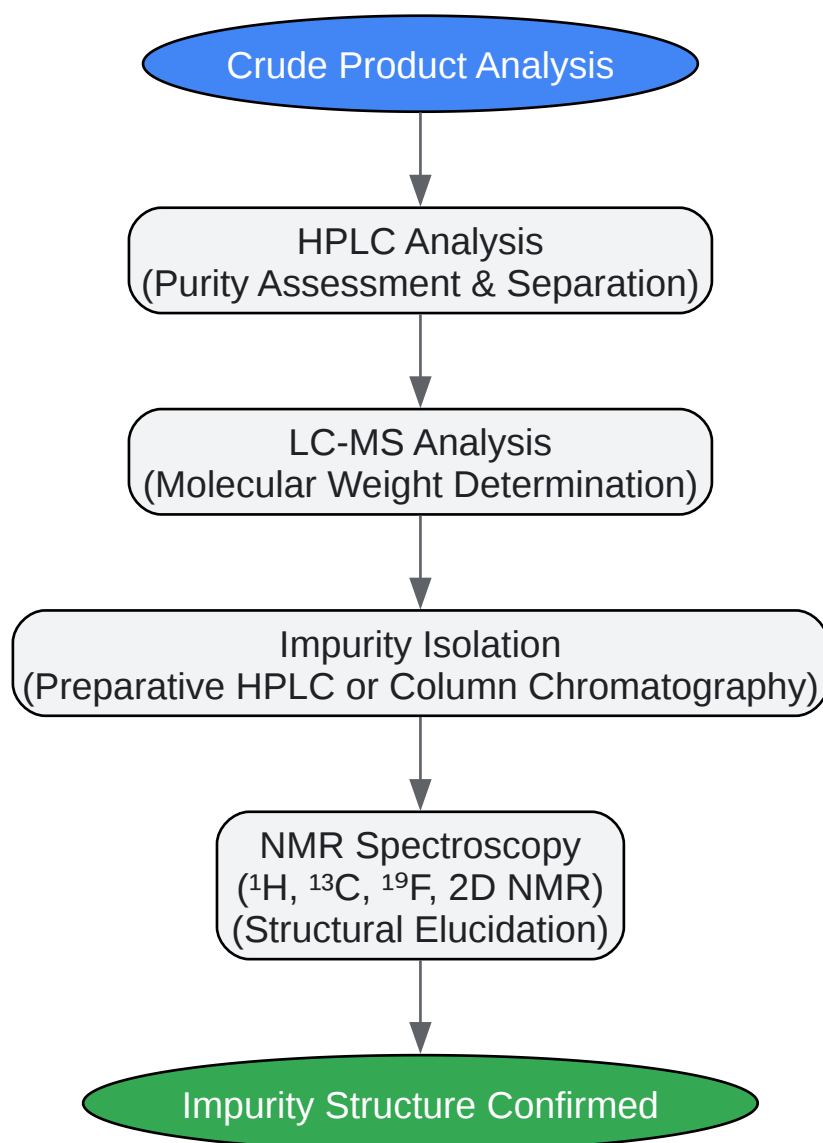 Crude Product Analysis
HPLC Analysis
(Purity Assessment & Separation)
LC-MS Analysis
(Molecular Weight Determination)
Impurity Isolation
(Preparative HPLC or Column Chromatography)
NMR Spectroscopy
(¹H, ¹³C, ¹⁹F, 2D NMR)
(Structural Elucidation)
Impurity Structure Confirmed